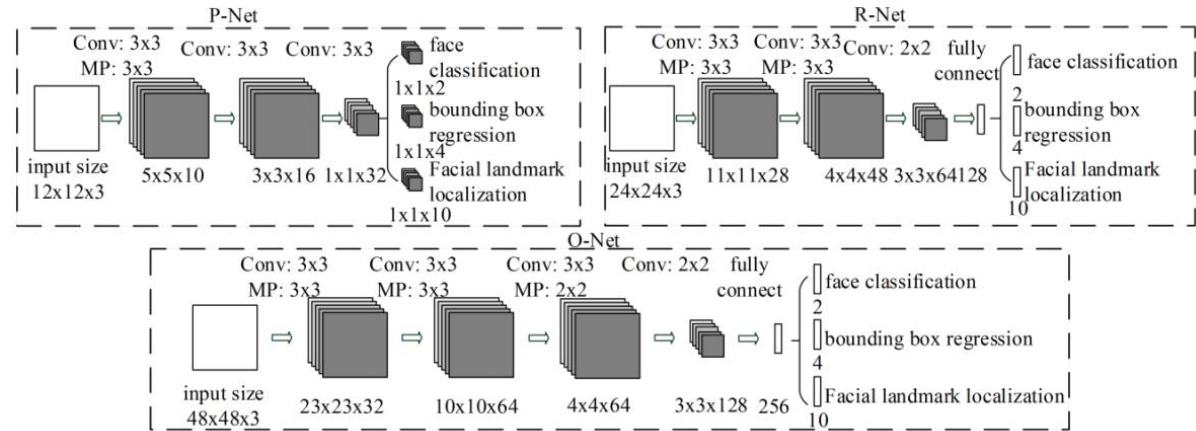 P-Net
Conv: 3x3 Conv: 3x3 Conv: 3x3
MP: 3x3
face
classification
1x1x2
bounding box
regression
1x1x4
Facial landmark
localization
1x1x10
input size
12x12x3
5x5x10 3x3x16 1x1x32
R-Net
Conv: 3x3 Conv: 3x3 Conv: 2x2 fully
MP: 3x3 MP: 3x3 connect
face classification
2
bounding box
regression
4
Facial landmark
localization
10
input size
24x24x3
11x11x28 4x4x48 3x3x64 128
O-Net
Conv: 3x3 Conv: 3x3 Conv: 3x3 Conv: 2x2 fully
MP: 3x3 MP: 3x3 MP: 2x2 connect
face classification
2
bounding box regression
4
Facial landmark localization
10
input size
48x48x3
23x23x32 10x10x64 4x4x64 3x3x128 256